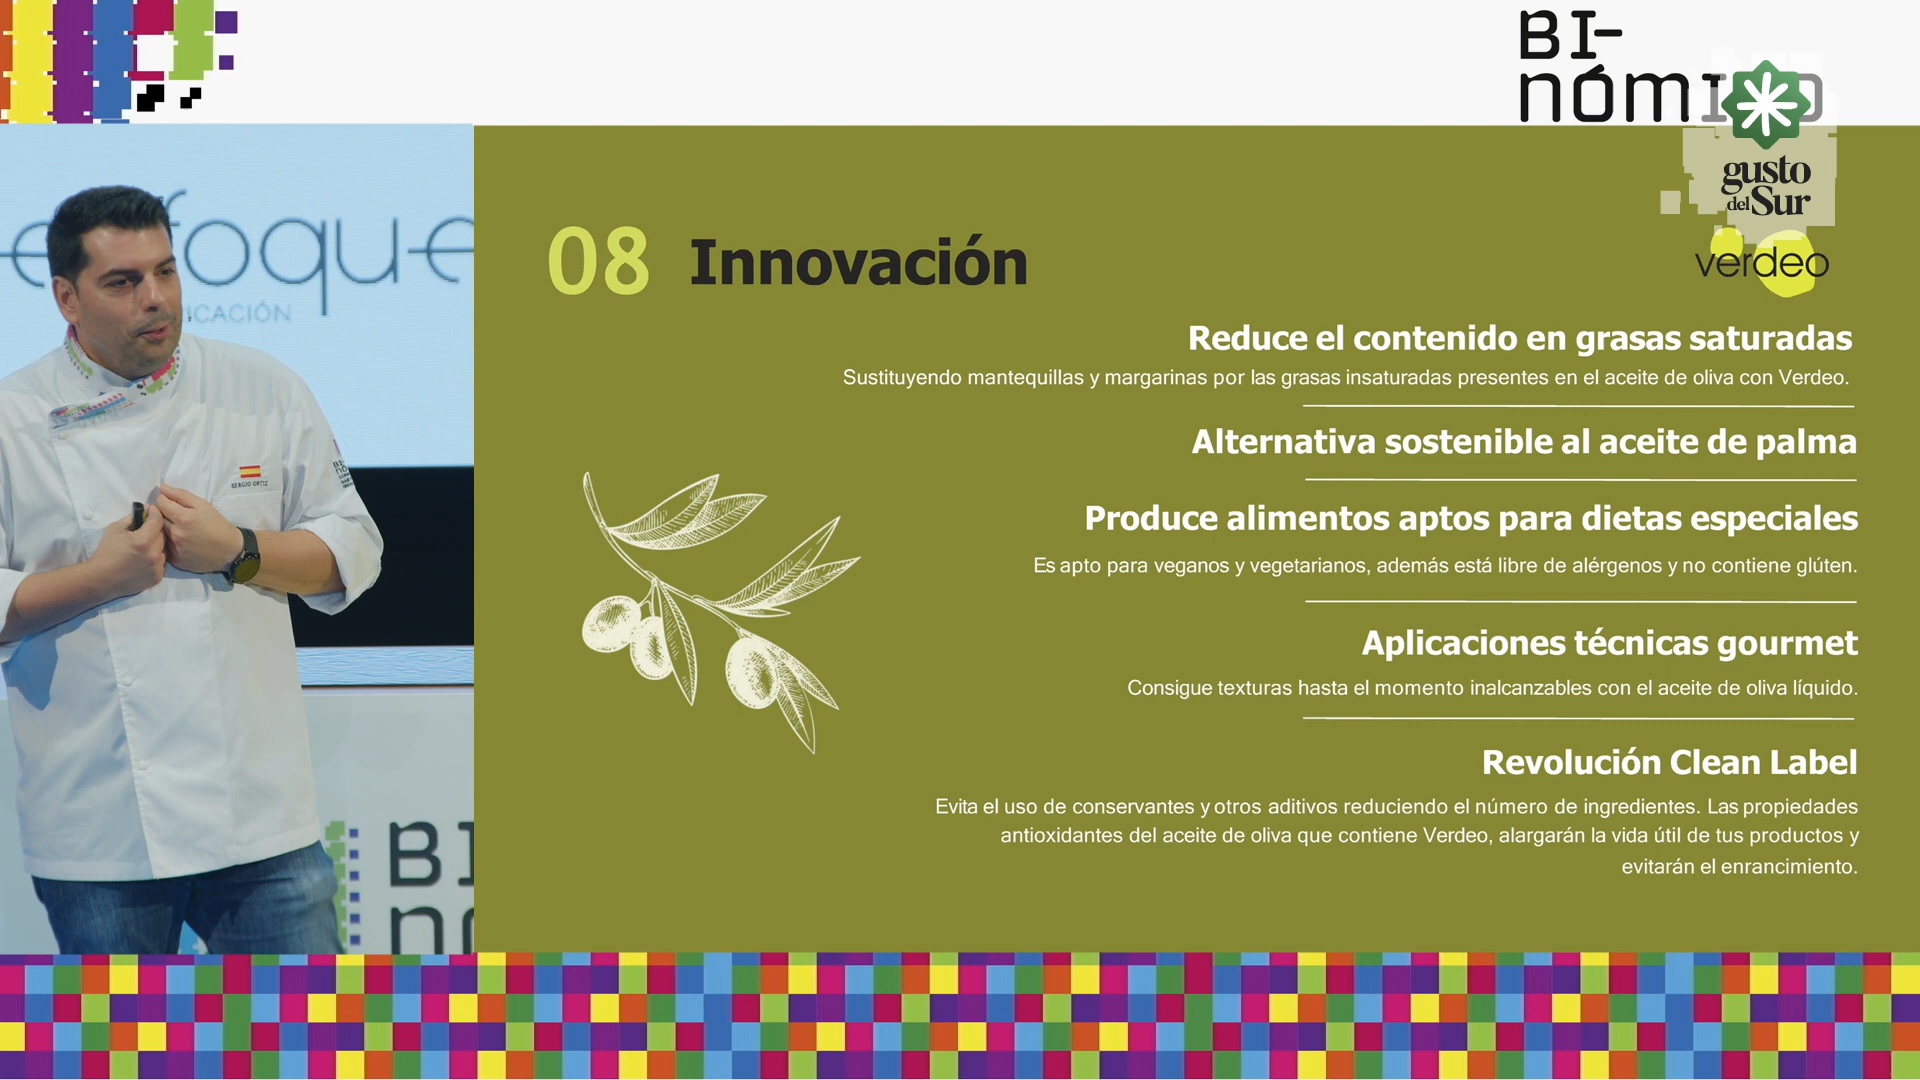 BI-
nómi
gusto
del Sur
verdeo
foque
ICACIÓN
SERGIO ORTIZ
BI
08 Innovación
Reduce el contenido en grasas saturadas
Sustituyendo mantequillas y margarinas por las grasas insaturadas presentes en el aceite de oliva con Verdeo.
Alternativa sostenible al aceite de palma
Produce alimentos aptos para dietas especiales
Es apto para veganos y vegetarianos, además está libre de alérgenos y no contiene glúten.
Aplicaciones técnicas gourmet
Consigue texturas hasta el momento inalcanzables con el aceite de oliva líquido.
Revolución Clean Label
Evita el uso de conservantes y otros aditivos reduciendo el número de ingredientes. Las propiedades
antioxidantes del aceite de oliva que contiene Verdeo, alargarán la vida útil de tus productos y
evitarán el enrancimiento.